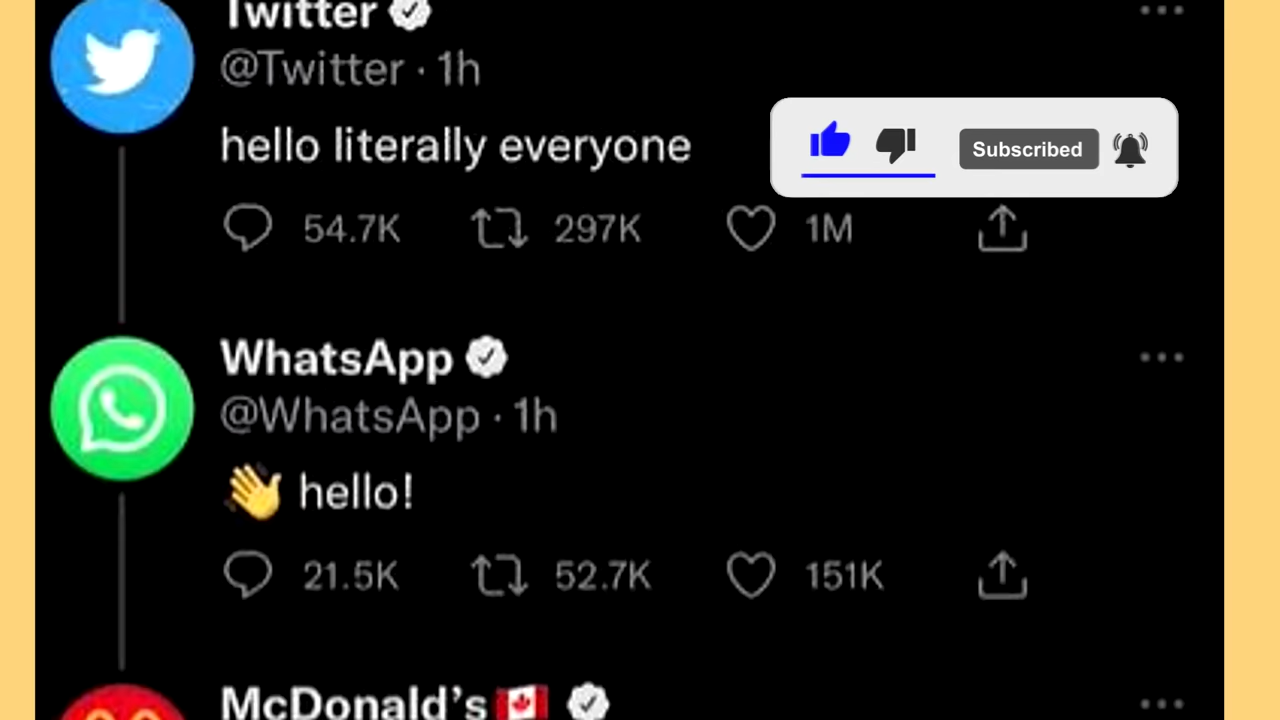 Twitter
@Twitter · 1h
hello literally everyone
Subscribed
54.7K 297K 1M
WhatsApp
@WhatsApp · 1h
👋 hello!
21.5K 52.7K 151K
McDonald's 🇨🇦